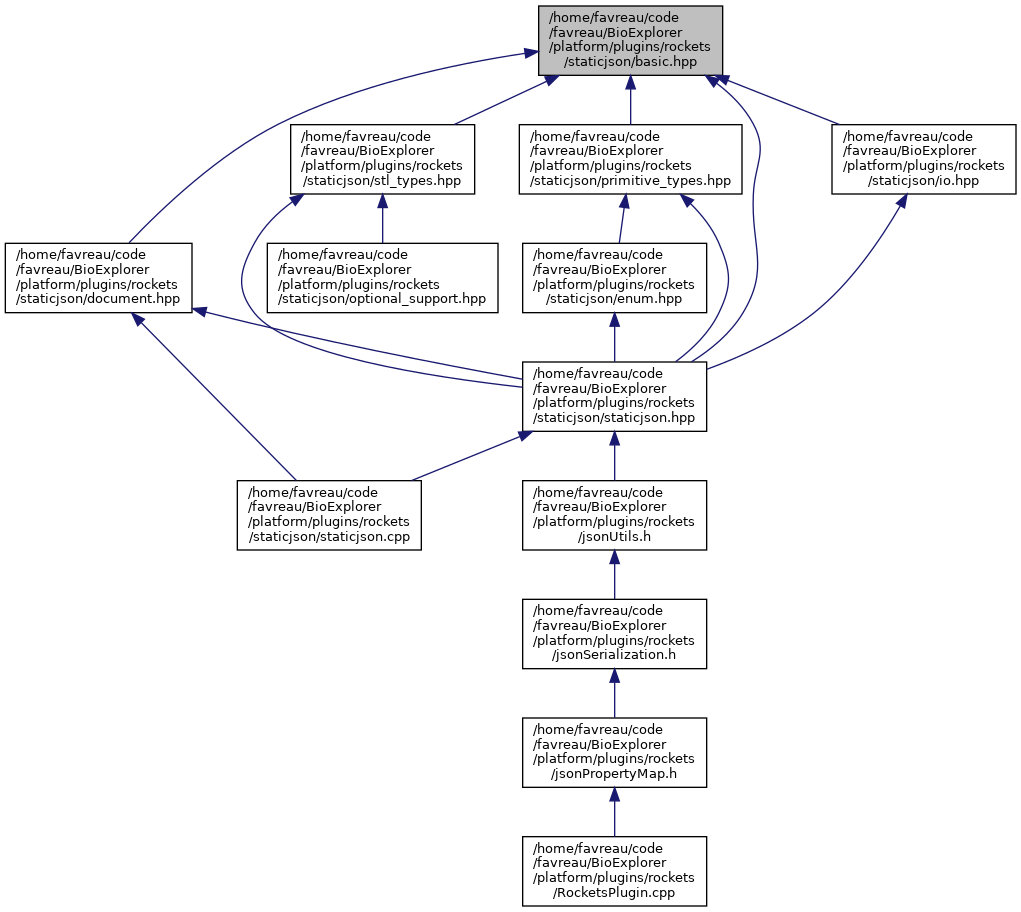 /home/favreau/code
/favreau/BioExplorer
/platform/plugins/rockets
/staticjson/basic.hpp
/home/favreau/code
/favreau/BioExplorer
/platform/plugins/rockets
/staticjson/stl_types.hpp
/home/favreau/code
/favreau/BioExplorer
/platform/plugins/rockets
/staticjson/primitive_types.hpp
/home/favreau/code
/favreau/BioExplorer
/platform/plugins/rockets
/staticjson/io.hpp
/home/favreau/code
/favreau/BioExplorer
/platform/plugins/rockets
/staticjson/document.hpp
/home/favreau/code
/favreau/BioExplorer
/platform/plugins/rockets
/staticjson/optional_support.hpp
/home/favreau/code
/favreau/BioExplorer
/platform/plugins/rockets
/staticjson/enum.hpp
/home/favreau/code
/favreau/BioExplorer
/platform/plugins/rockets
/staticjson/staticjson.hpp
/home/favreau/code
/favreau/BioExplorer
/platform/plugins/rockets
/staticjson/staticjson.cpp
/home/favreau/code
/favreau/BioExplorer
/platform/plugins/rockets
/jsonUtils.h
/home/favreau/code
/favreau/BioExplorer
/platform/plugins/rockets
/jsonSerialization.h
/home/favreau/code
/favreau/BioExplorer
/platform/plugins/rockets
/jsonPropertyMap.h
/home/favreau/code
/favreau/BioExplorer
/platform/plugins/rockets
/RocketsPlugin.cpp